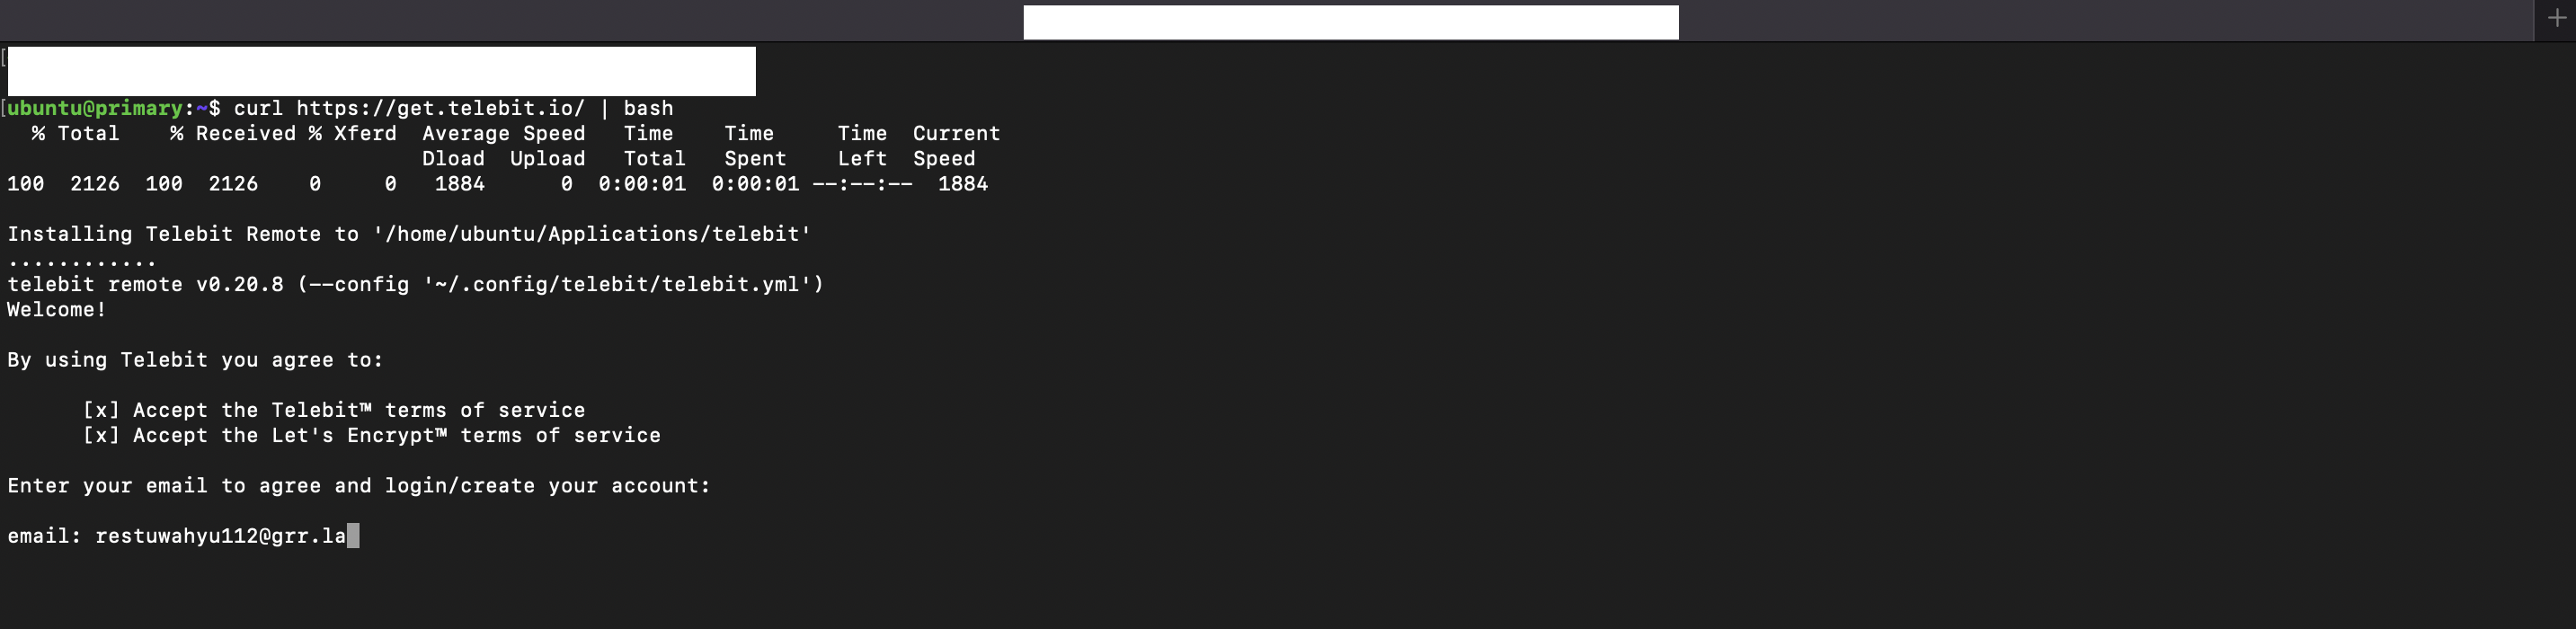 ubuntu@primary:~$ curl https://get.telebit.io/ | bash
% Total % Received % Xferd Average Speed Time Time Time Current
Dload Upload Total Spent Left Speed
100 2126 100 2126 0 0 1884 0 0:00:01 0:00:01 --:--:-- 1884
Installing Telebit Remote to '/home/ubuntu/Applications/telebit'
............
telebit remote v0.20.8 (--config '~/.config/telebit/telebit.yml')
Welcome!
By using Telebit you agree to:
[x] Accept the Telebit™ terms of service
[x] Accept the Let's Encrypt™ terms of service
Enter your email to agree and login/create your account:
email: restuwahyu112@grr.la